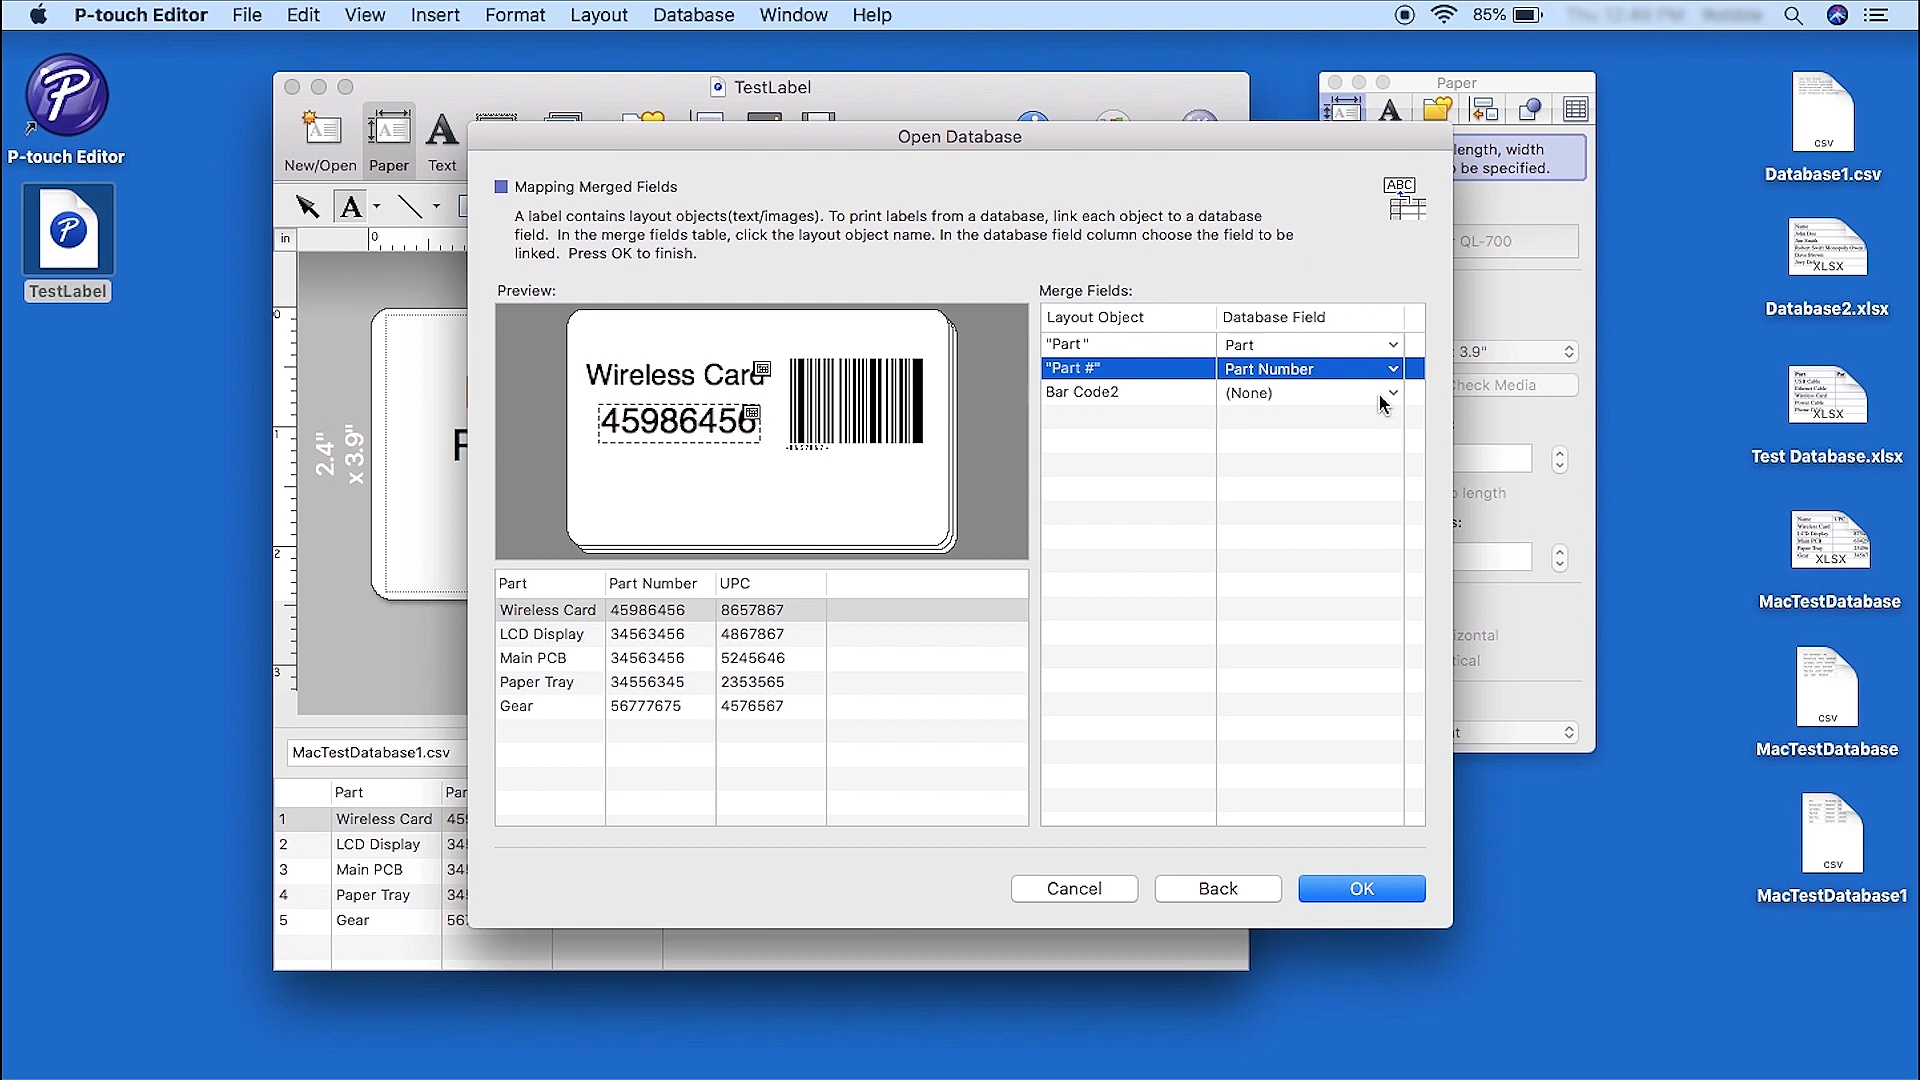 P-touch Editor File Edit View Insert Format Layout Database Window Help 85%
P-touch Editor
TestLabel
TestLabel
New/Open Paper Text
A
in
0
0
1
2
3
2.4"
x 3.9"
MacTestDatabase1.csv
Part
1 Wireless Card
2 LCD Display
3 Main PCB
4 Paper Tray
5 Gear
Open Database
Mapping Merged Fields
A label contains layout objects(text/images). To print labels from a database, link each object to a database
field. In the merge fields table, click the layout object name. In the database field column choose the field to be
linked. Press OK to finish.
ABC
Preview:
Wireless Card
45986456
Part Part Number UPC
Wireless Card 45986456 8657867
LCD Display 34563456 4867867
Main PCB 34563456 5245646
Paper Tray 34556345 2353565
Gear 56777675 4576567
Merge Fields:
Layout Object Database Field
"Part" Part
"Part #" Part Number
Bar Code2 (None)
Cancel Back OK
Paper
length, width
be specified.
QL-700
3.9"
Check Media
length
Database1.csv
XLSX
Database2.xlsx
XLSX
Test Database.xlsx
XLSX
MacTestDatabase
csv
MacTestDatabase
csv
MacTestDatabase1